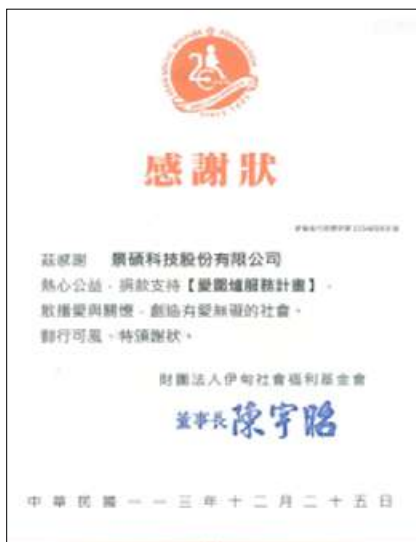 感謝狀
茲感謝 景碩科技股份有限公司
熱心公益，捐款支持【愛圍爐服務計畫】，
散播愛與關懷，創造有愛無礙的社會。
懿行可風、特頒謝狀。
財團法人伊甸社會福利基金會
董事長 陳宇昭
中華民國一一三年十二月二十五日